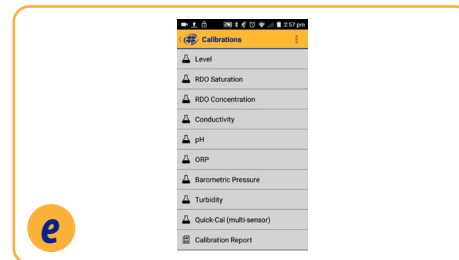 2:57 pm
Calibrations
Level
RDO Saturation
RDO Concentration
Conductivity
pH
ORP
Barometric Pressure
Turbidity
Quick-Cal (multi-sensor)
Calibration Report
e